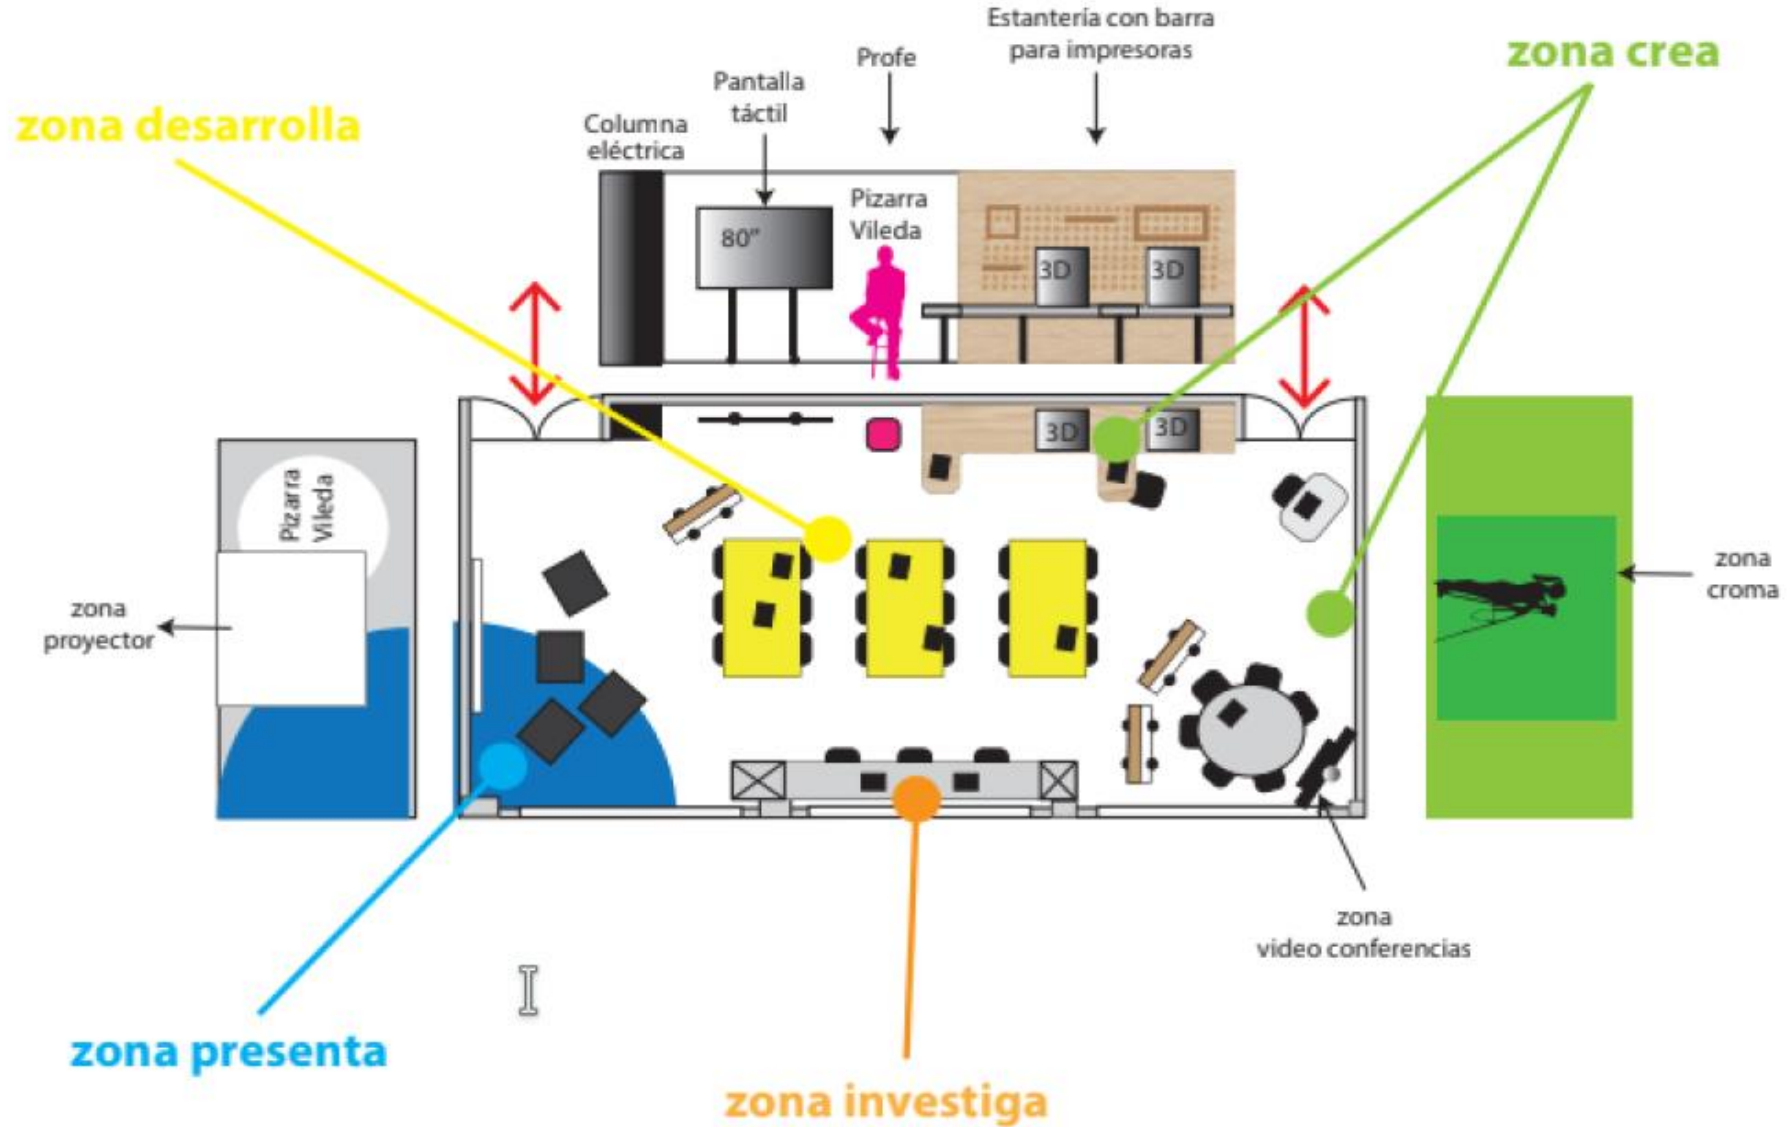 Estantería con barra
para impresoras
zona crea
Profe
Pantalla
táctil
Columna
eléctrica
zona desarrolla
Pizarra
Vileda
80”
3D
3D
3D
3D
Pizarra
Vileda
zona
proyector
zona
croma
zona
video conferencias
zona presenta
zona investiga